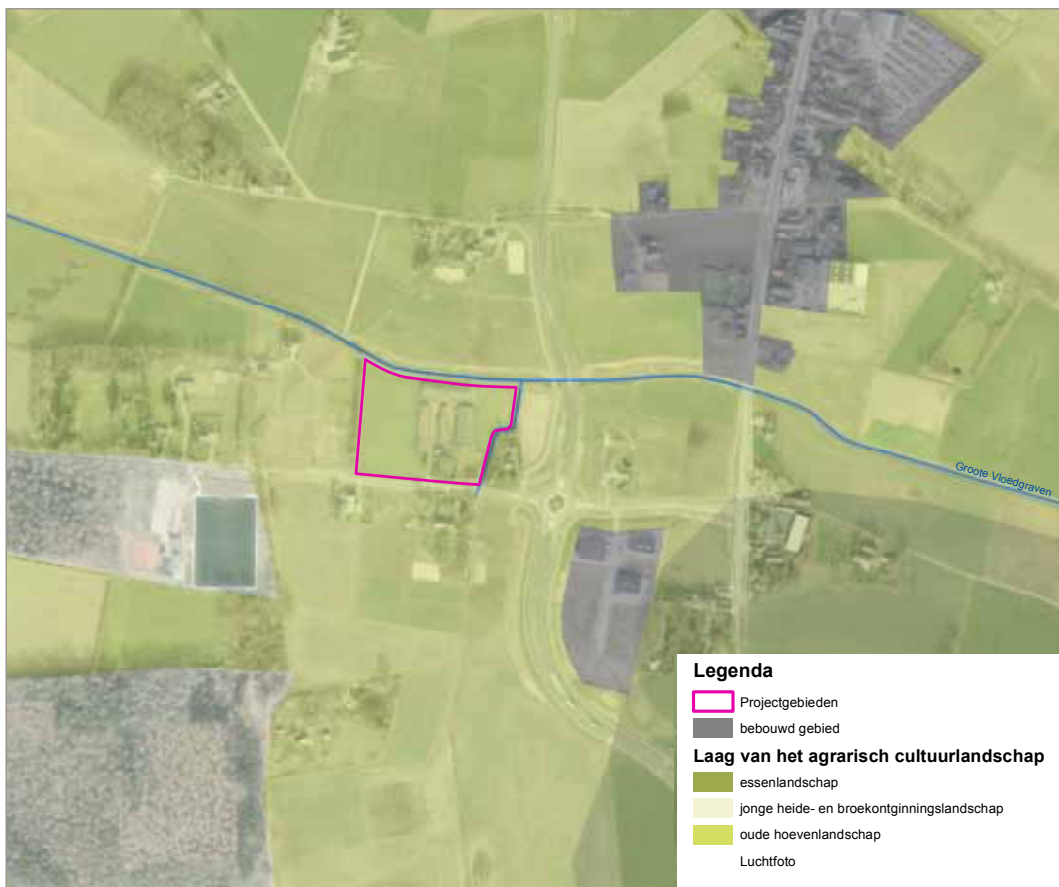 Groote Vloedgraven
Legenda
Projectgebieden
bebouwd gebied
Laag van het agrarisch cultuurlandschap
essenlandschap
jonge heide- en broekontginningslandschap
oude hoevenlandschap
Luchtfoto